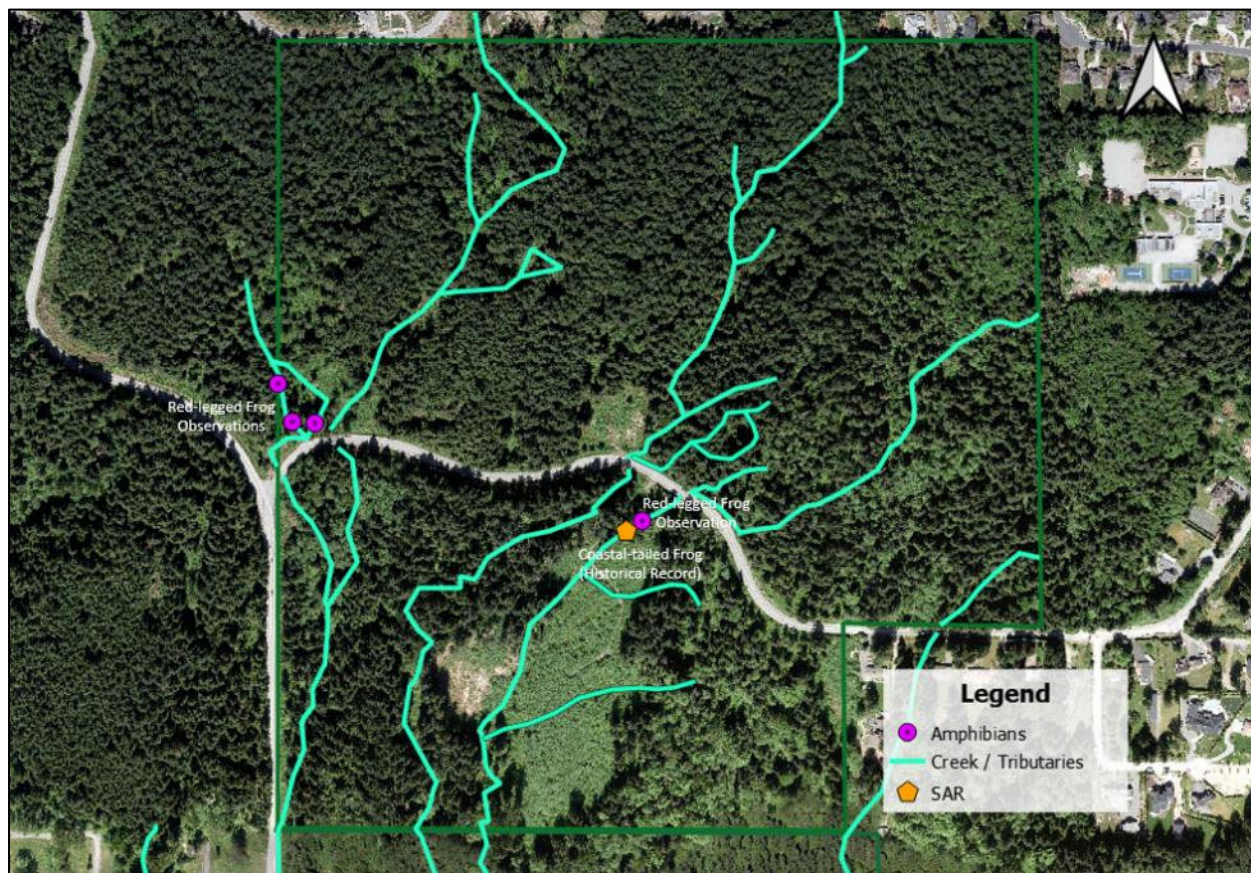 Red-legged Frog
Observations
Red-legged Frog
Observation
Coastal-tailed Frog
(Historical Record)
Legend
Amphibians
Creek / Tributaries
SAR